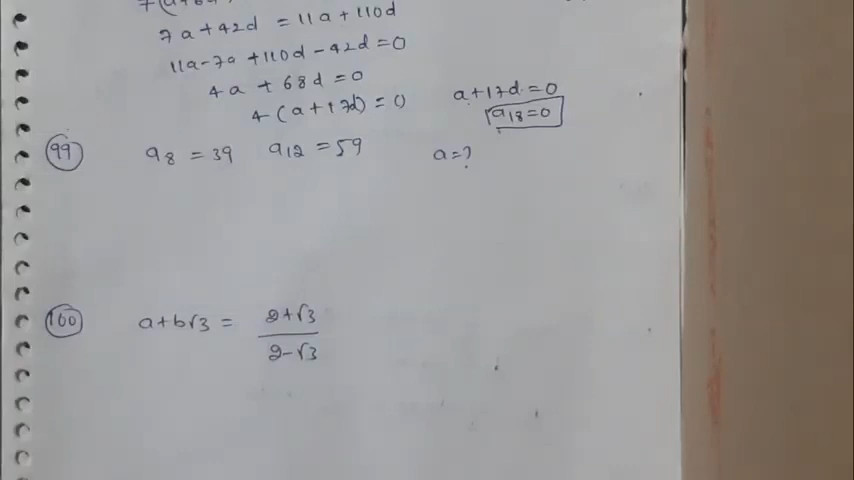 7a+42d = 11a+110d
11a-7a +110d -42d =0
4a + 68d =0
4(a+17d) = 0 a+17d=0
a18=0
99 a8 = 39 a12 = 59 a=?
100 a+b√3 = 2+√3
2-√3